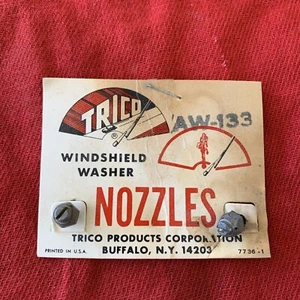 TRICO
AW-133
WINDSHIELD
WASHER
NOZZLES
TRICO PRODUCTS CORPORATION
PRINTED IN U.S.A. BUFFALO, N.Y. 14203 7736-1